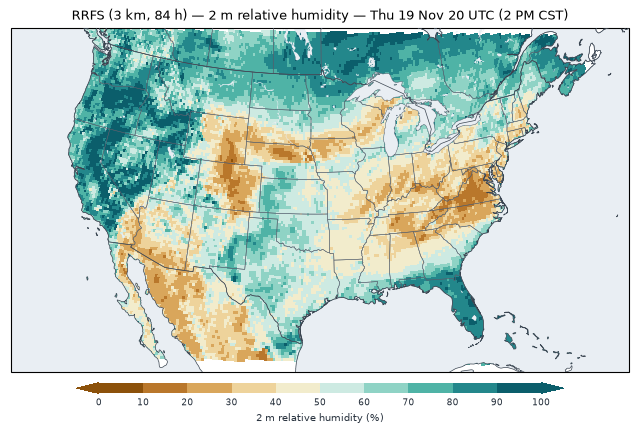 RRFS (3 km, 84 h) — 2 m relative humidity — Thu 19 Nov 20 UTC (2 PM CST)
0 10 20 30 40 50 60 70 80 90 100
2 m relative humidity (%)